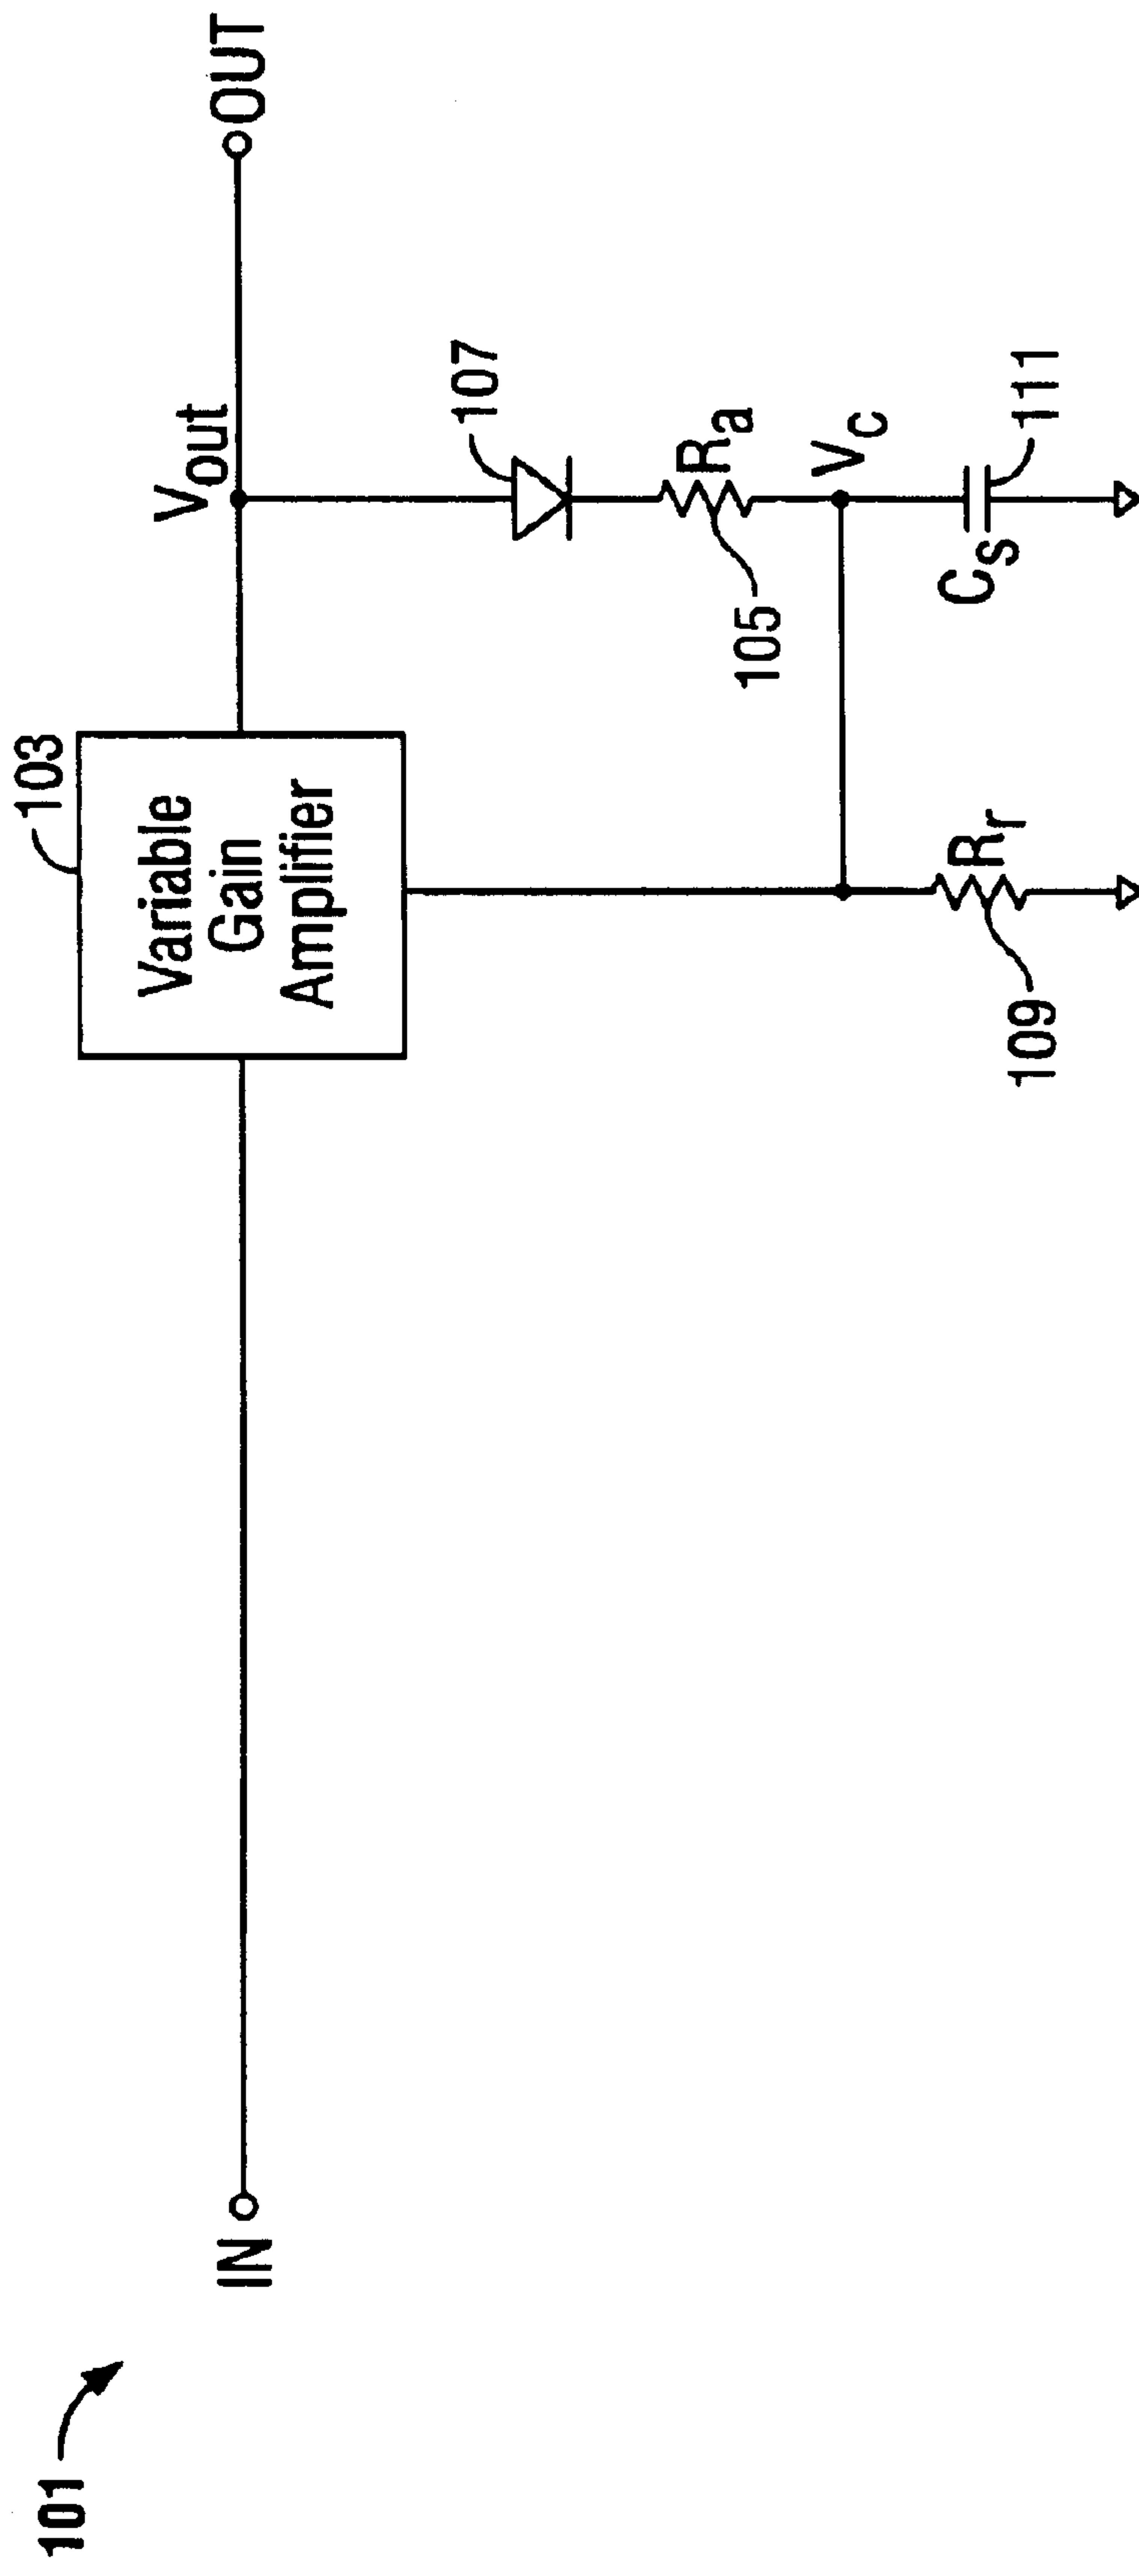 101
IN
103
Variable
Gain
Amplifier
Vout
OUT
107
Ra
105
Vc
Cs
111
Rr
109